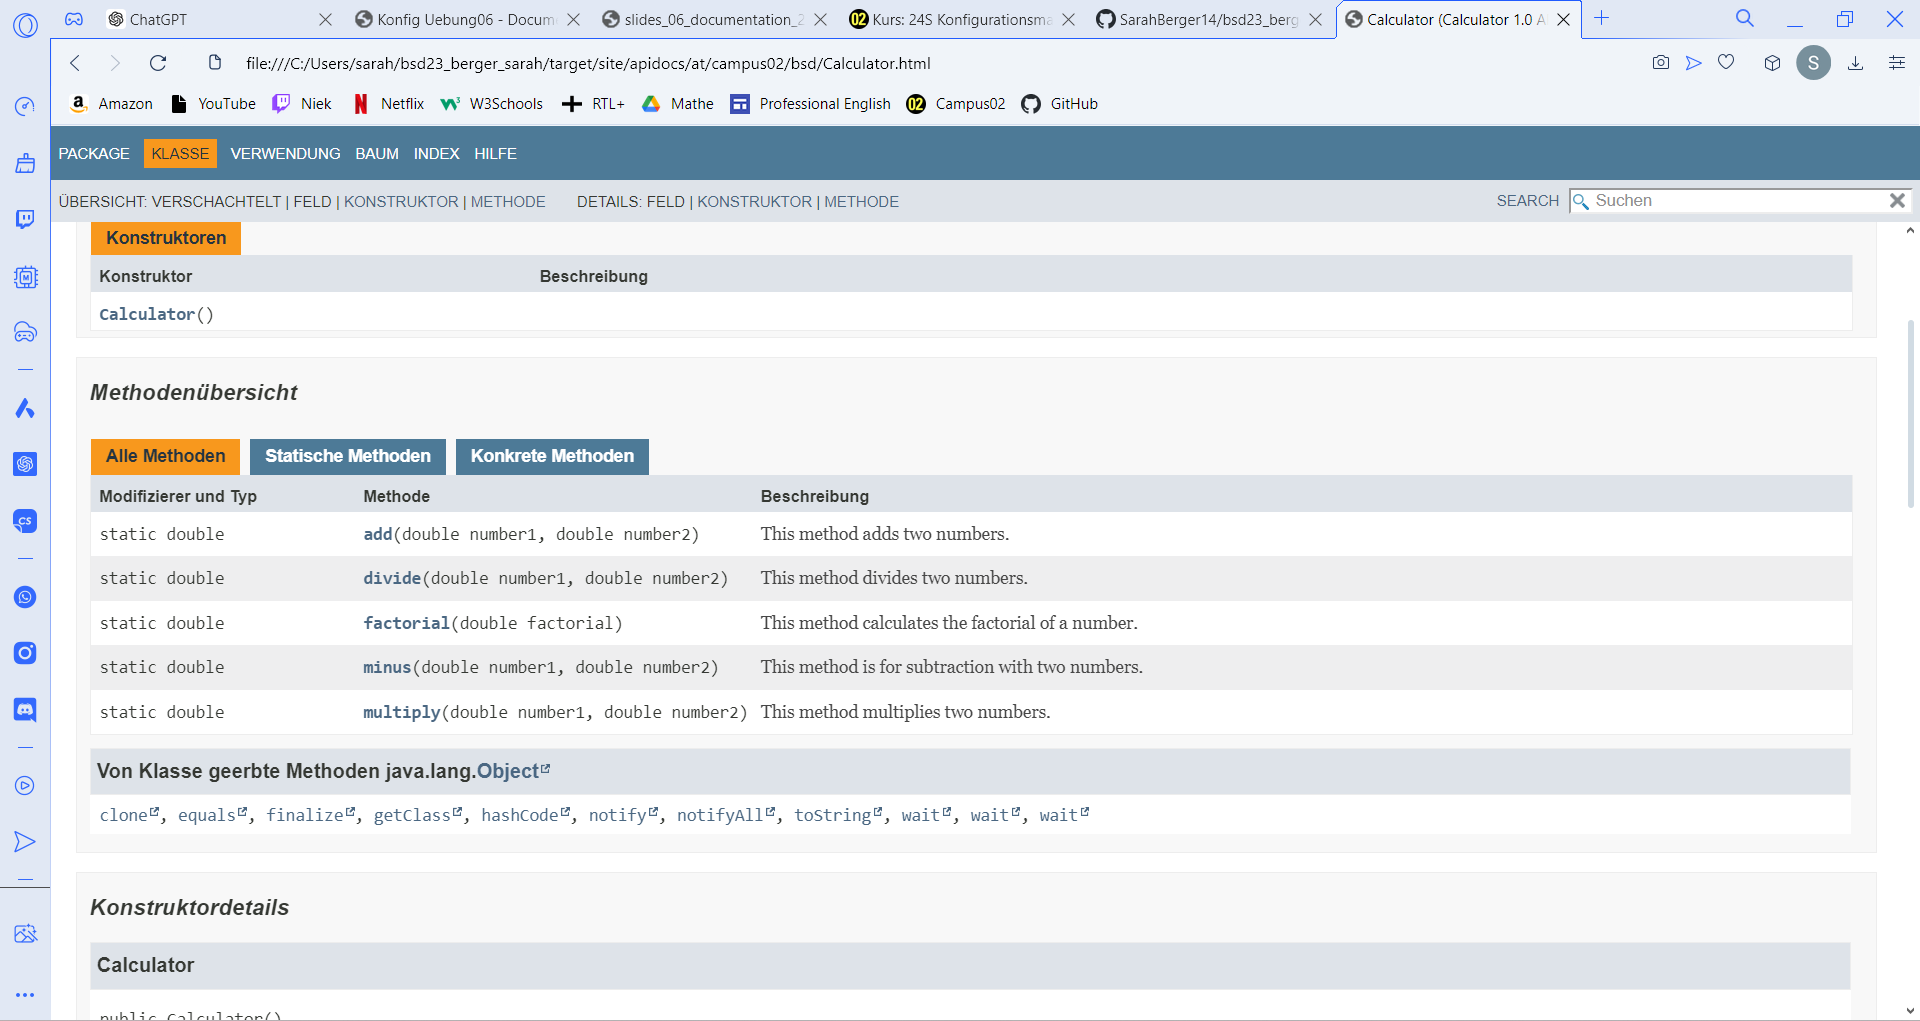 ChatGPT Konfig Uebung06 - Docum slides_06_documentation_2 Kurs: 24S Konfigurationsma SarahBerger14/bsd23_berg Calculator (Calculator 1.0 A
file:///C:/Users/sarah/bsd23_berger_sarah/target/site/apidocs/at/campus02/bsd/Calculator.html S
Amazon YouTube Niek Netflix W3Schools RTL+ Mathe Professional English 02 Campus02 GitHub
PACKAGE KLASSE VERWENDUNG BAUM INDEX HILFE
ÜBERSICHT: VERSCHACHTELT | FELD | KONSTRUKTOR | METHODE DETAILS: FELD | KONSTRUKTOR | METHODE SEARCH Suchen
Konstruktoren
Konstruktor Beschreibung
Calculator()
Methodenübersicht
Alle Methoden Statische Methoden Konkrete Methoden
Modifizierer und Typ Methode Beschreibung
static double add(double number1, double number2) This method adds two numbers.
static double divide(double number1, double number2) This method divides two numbers.
static double factorial(double factorial) This method calculates the factorial of a number.
static double minus(double number1, double number2) This method is for subtraction with two numbers.
static double multiply(double number1, double number2) This method multiplies two numbers.
Von Klasse geerbte Methoden java.lang.Object
clone, equals, finalize, getClass, hashCode, notify, notifyAll, toString, wait, wait, wait
Konstruktordetails
Calculator
public Calculator()